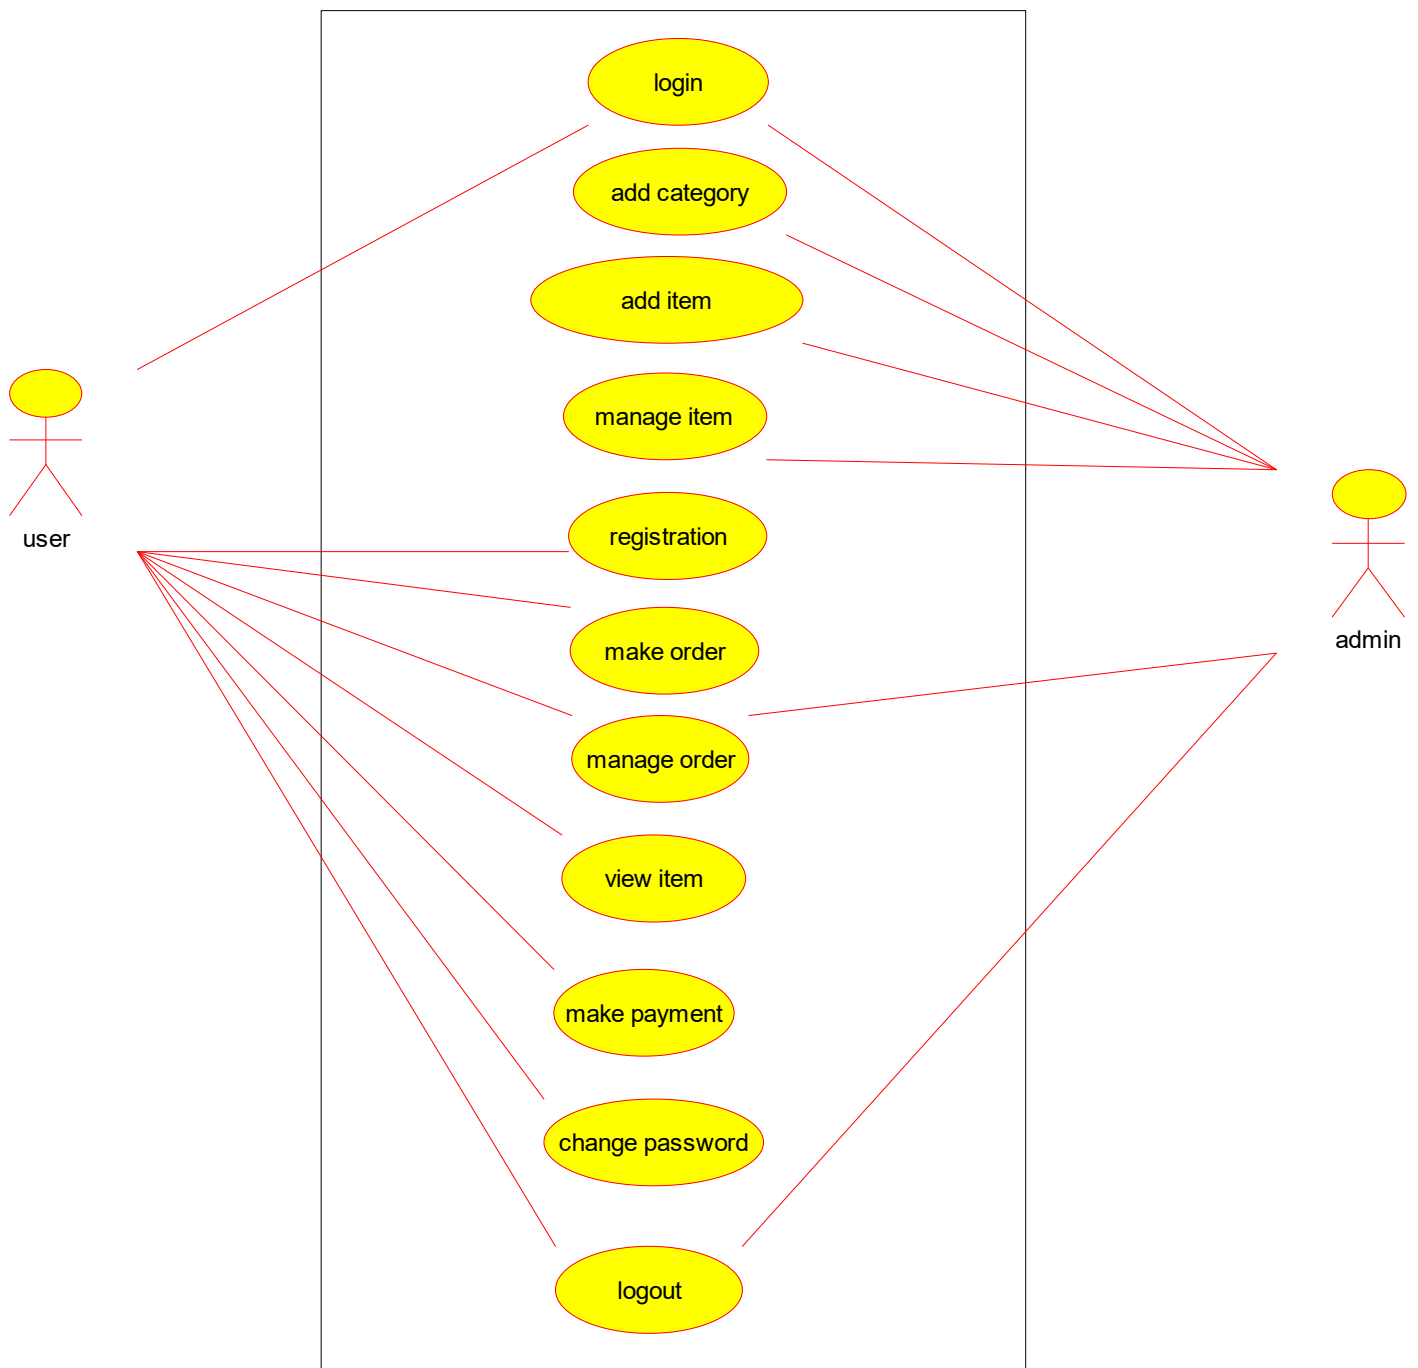 login
add category
add item
manage item
registration
user
make order
admin
manage order
view item
make payment
change password
logout